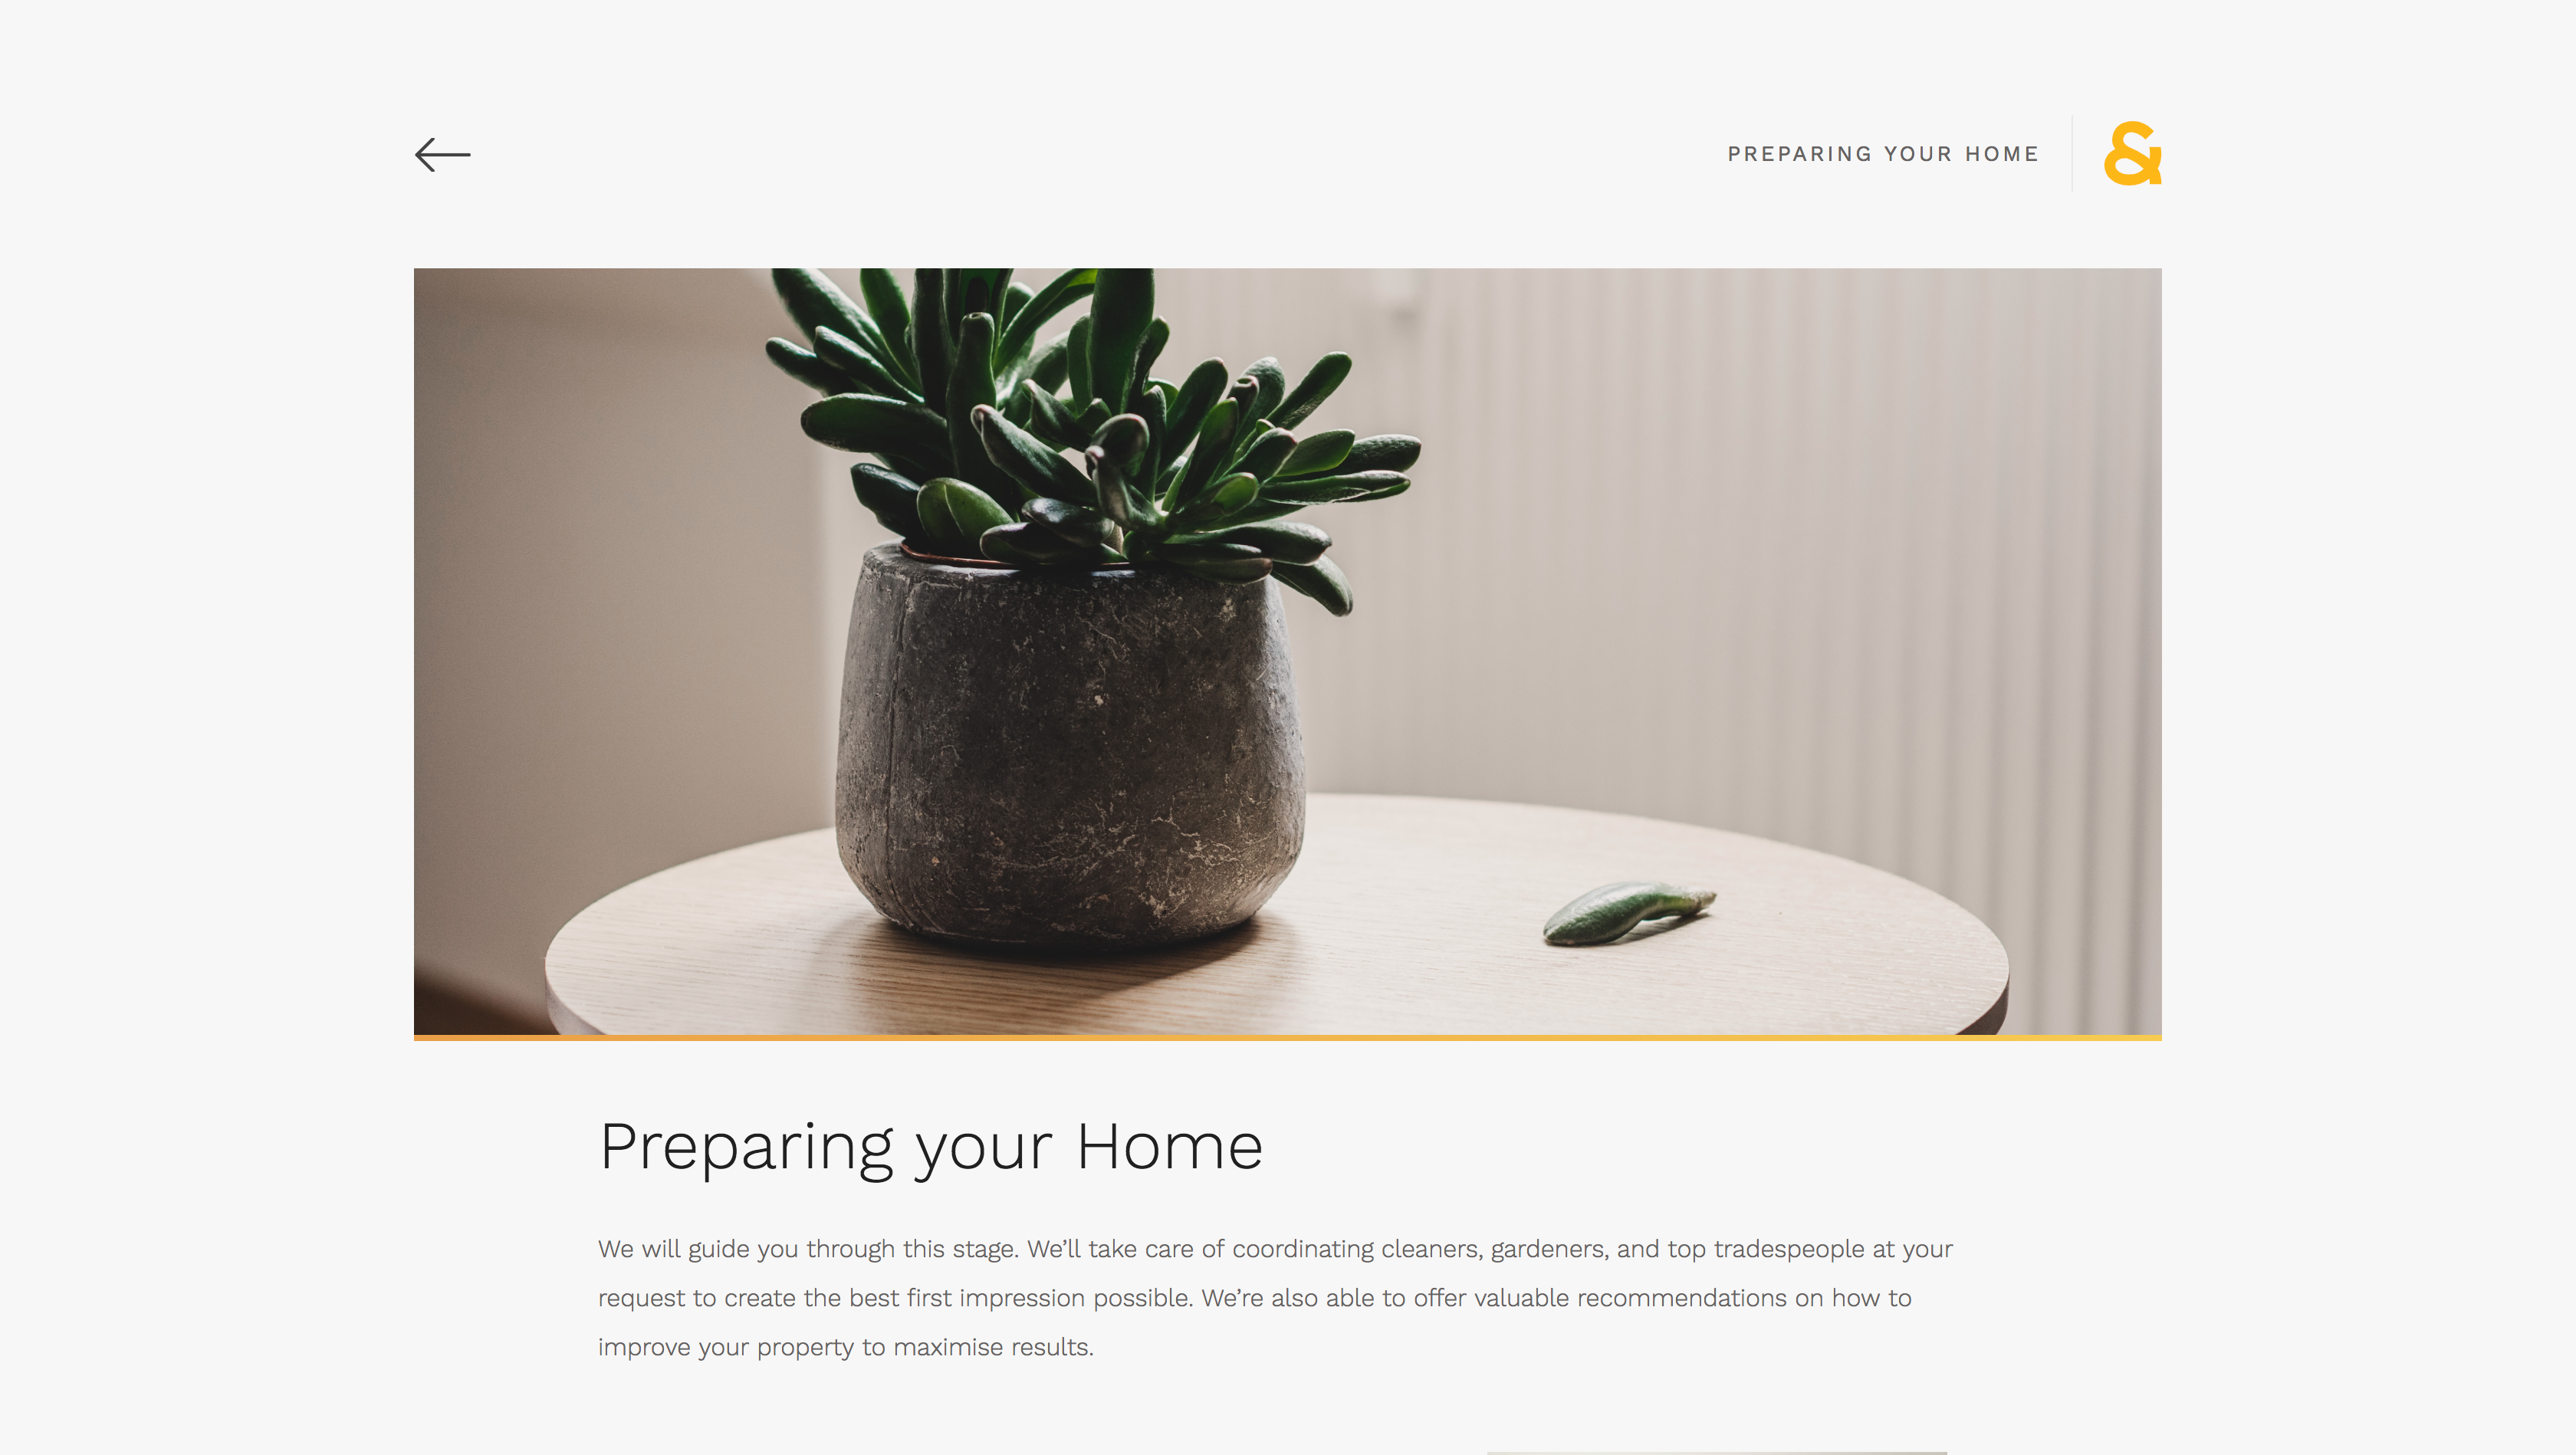 PREPARING YOUR HOME
&
Preparing your Home
We will guide you through this stage. We’ll take care of coordinating cleaners, gardeners, and top tradespeople at your
request to create the best first impression possible. We’re also able to offer valuable recommendations on how to
improve your property to maximise results.